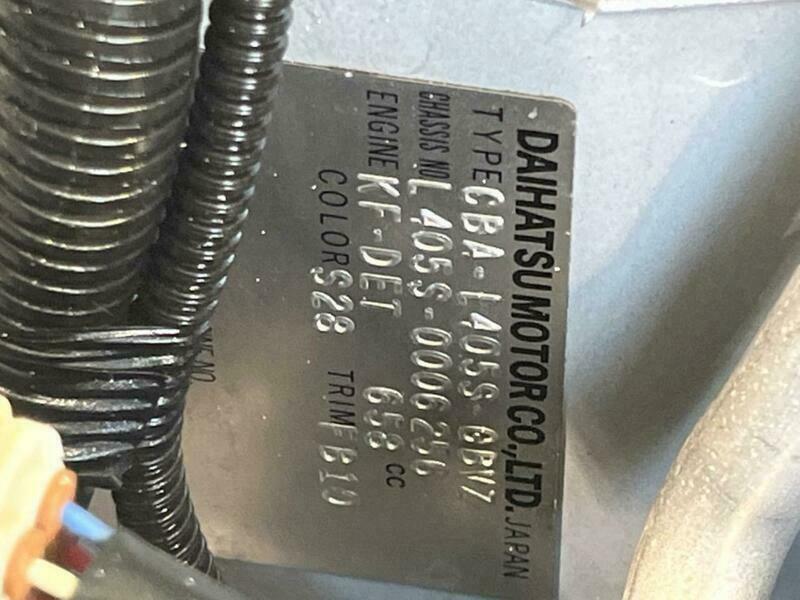 DAIHATSU MOTOR CO., LTD. JAPAN
TYPE CBA-L405S-GBVZ
CHASSIS NO. L405S-0006256
ENGINE KF-DET 658 CC
COLOR S28 TRIM FB10